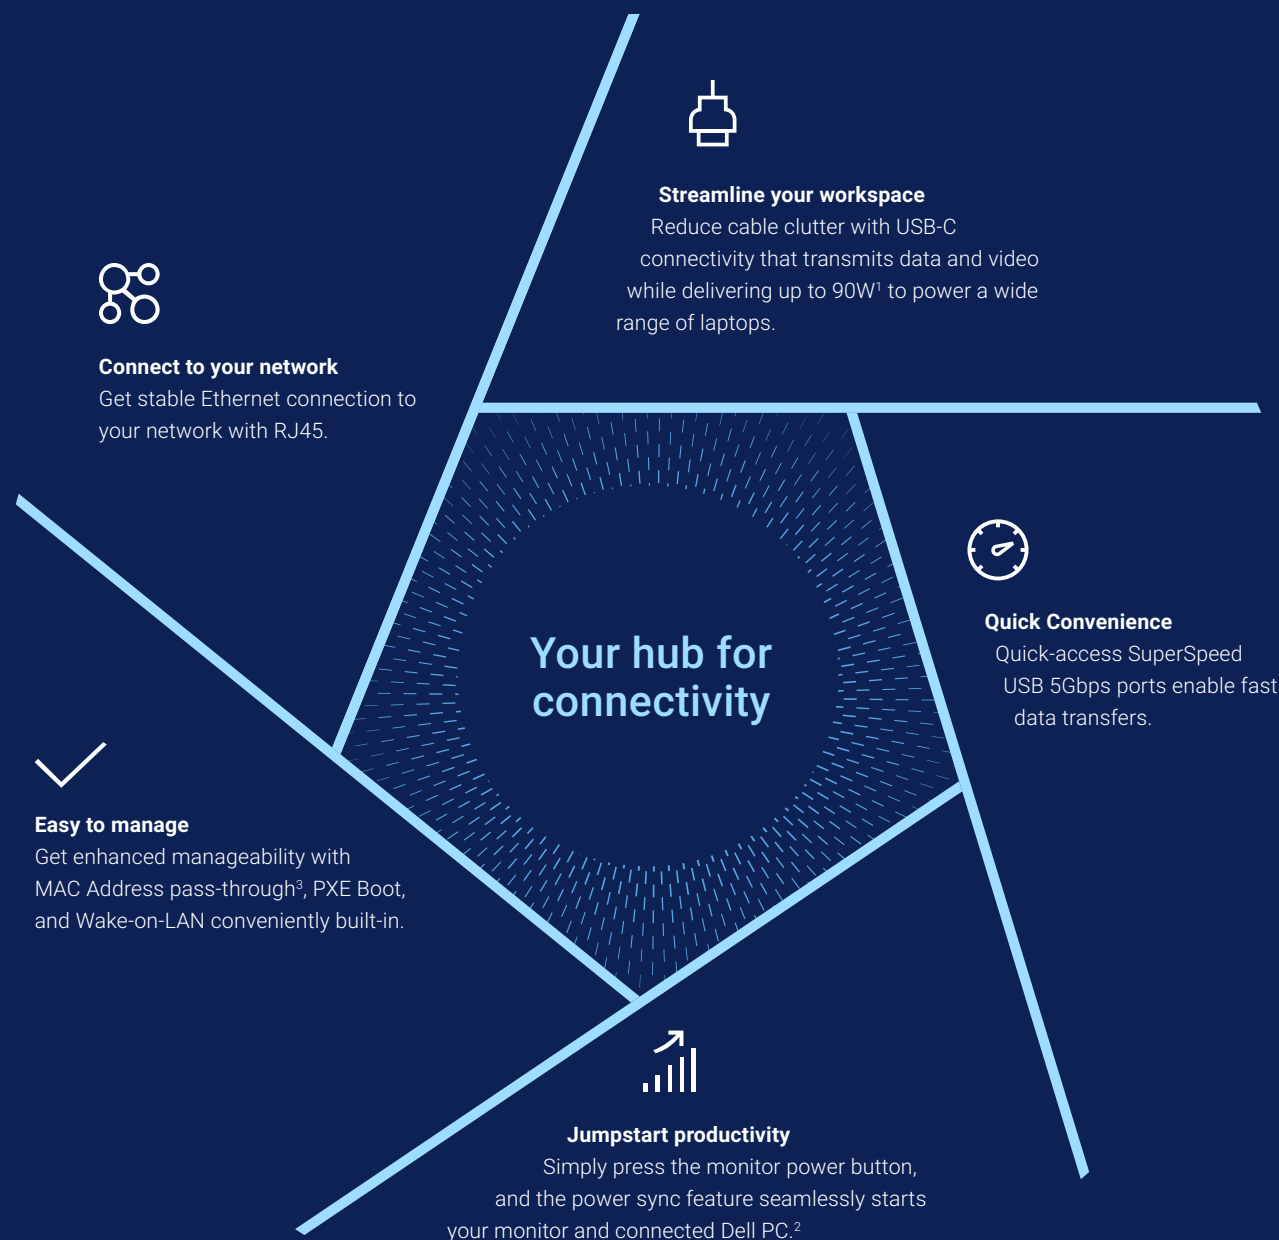 Streamline your workspace
Reduce cable clutter with USB-C
connectivity that transmits data and video
while delivering up to 90W¹ to power a wide
range of laptops.
Connect to your network
Get stable Ethernet connection to
your network with RJ45.
Quick Convenience
Quick-access SuperSpeed
USB 5Gbps ports enable fast
data transfers.
Your hub for
connectivity
Easy to manage
Get enhanced manageability with
MAC Address pass-through³, PXE Boot,
and Wake-on-LAN conveniently built-in.
Jumpstart productivity
Simply press the monitor power button,
and the power sync feature seamlessly starts
your monitor and connected Dell PC.²